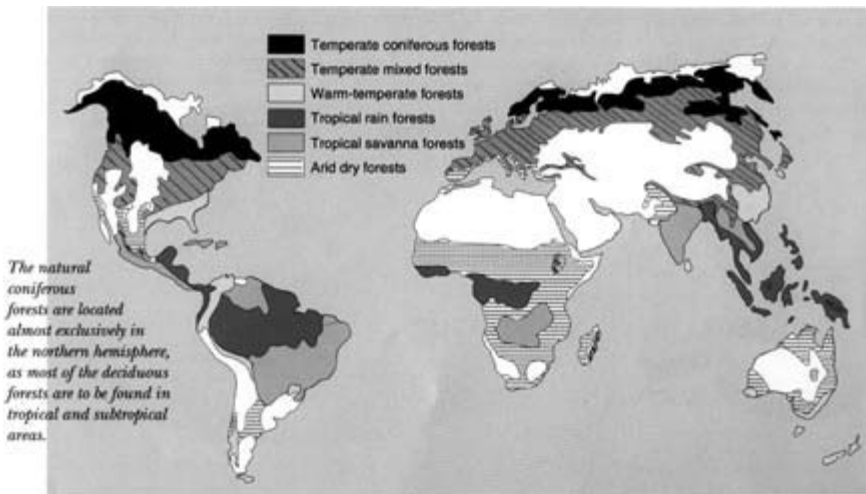 Temperate coniferous forests
Temperate mixed forests
Warm-temperate forests
Tropical rain forests
Tropical savanna forests
Arid dry forests
The natural
coniferous
forests are located
almost exclusively in
the northern hemisphere,
as most of the deciduous
forests are to be found in
tropical and subtropical
areas.